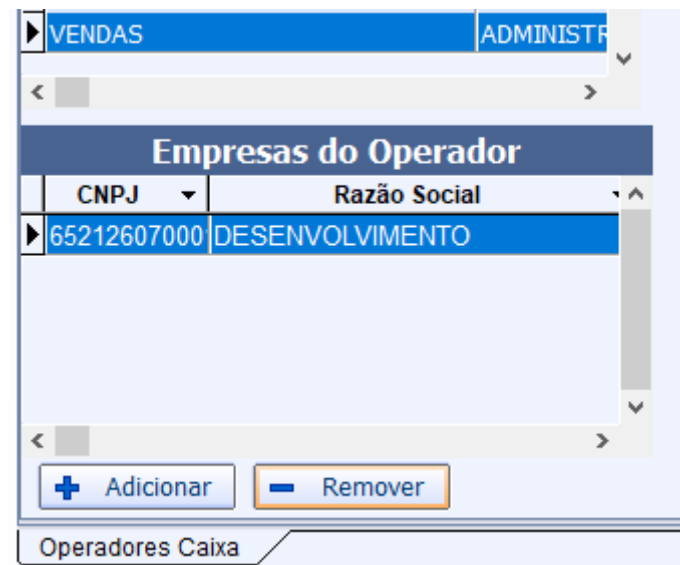 VENDAS ADMINISTR
Empresas do Operador
CNPJ Razão Social
65212607000 DESENVOLVIMENTO
Adicionar Remover
Operadores Caixa